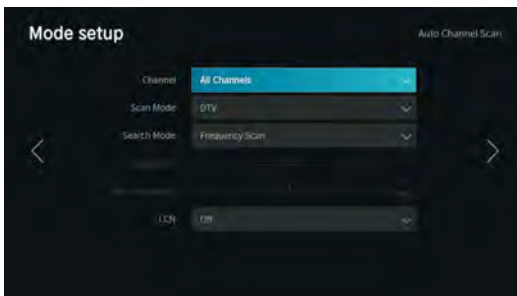 Mode setup
Auto Channel Scan
Channel
All Channels
Scan Mode
DTV
Search Mode
Frequency Scan
LCN
Off